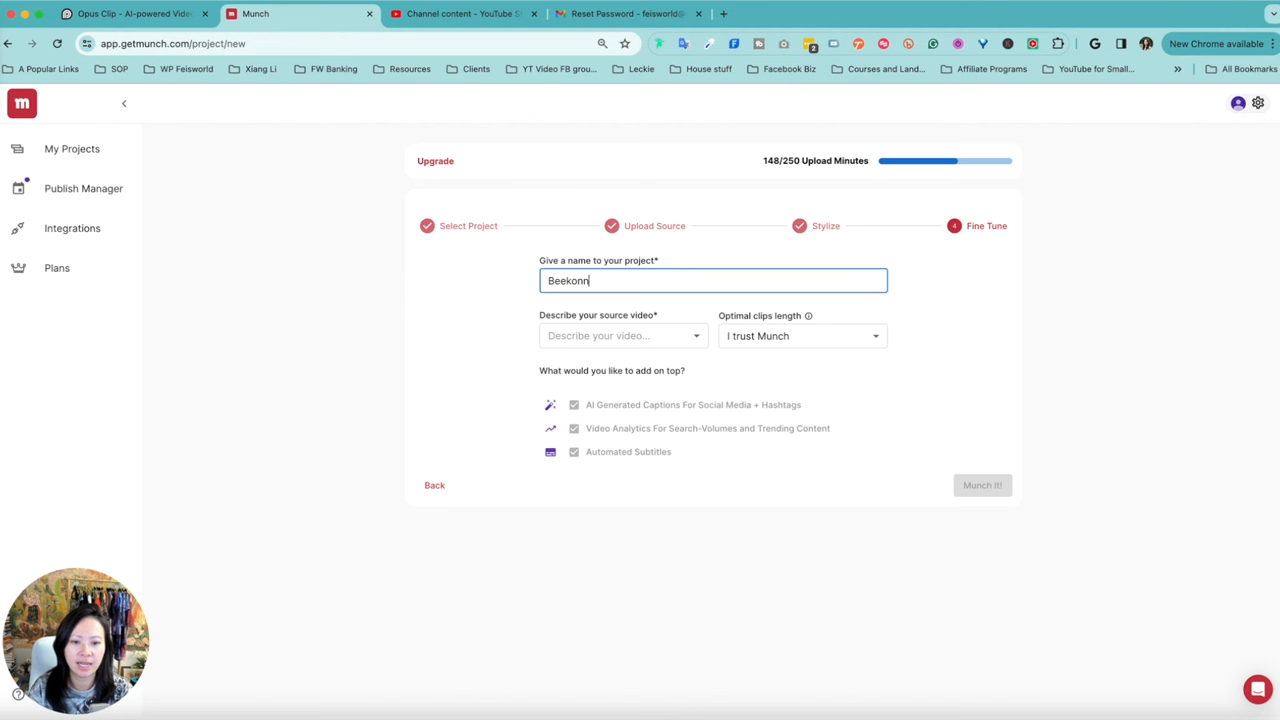 Opus Clip - AI-powered Video
Munch
Channel content - YouTube S
Reset Password - feisworld@
app.getmunch.com/project/new
2
New Chrome available
A Popular Links
SOP
WP Feisworld
Xiang Li
FW Banking
Resources
Clients
YT Video FB grou...
Leckie
House stuff
Facebook Biz
Courses and Land...
Affiliate Programs
YouTube for Small...
All Bookmarks
m
My Projects
Publish Manager
Integrations
Plans
Upgrade
148/250 Upload Minutes
Select Project
Upload Source
Stylize
4 Fine Tune
Give a name to your project*
Beekonn
Describe your source video*
Optimal clips length
Describe your video...
I trust Munch
What would you like to add on top?
AI Generated Captions For Social Media + Hashtags
Video Analytics For Search-Volumes and Trending Content
Automated Subtitles
Back
Munch It!